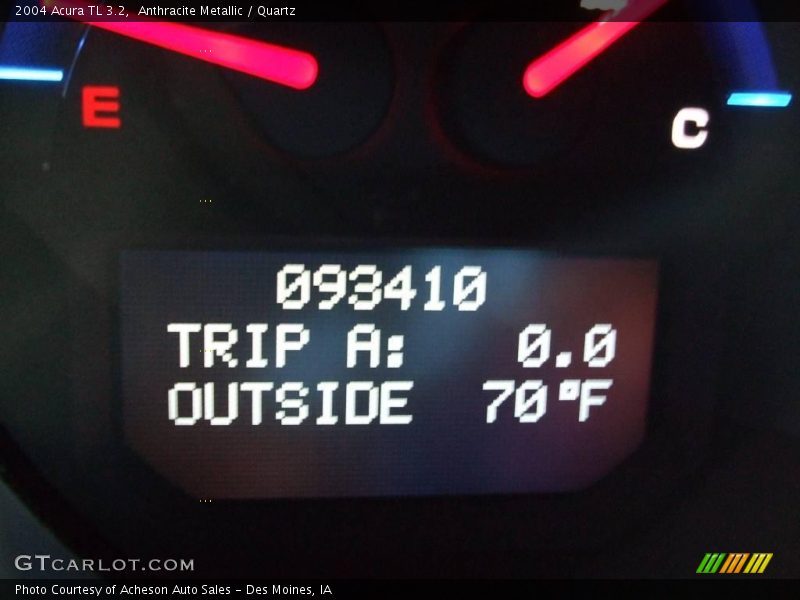 2004 Acura TL 3.2,  Anthracite Metallic / Quartz
E
C
093410
TRIP A: 0.0
OUTSIDE 70°F
GTCARLOT.COM
Photo Courtesy of Acheson Auto Sales - Des Moines, IA